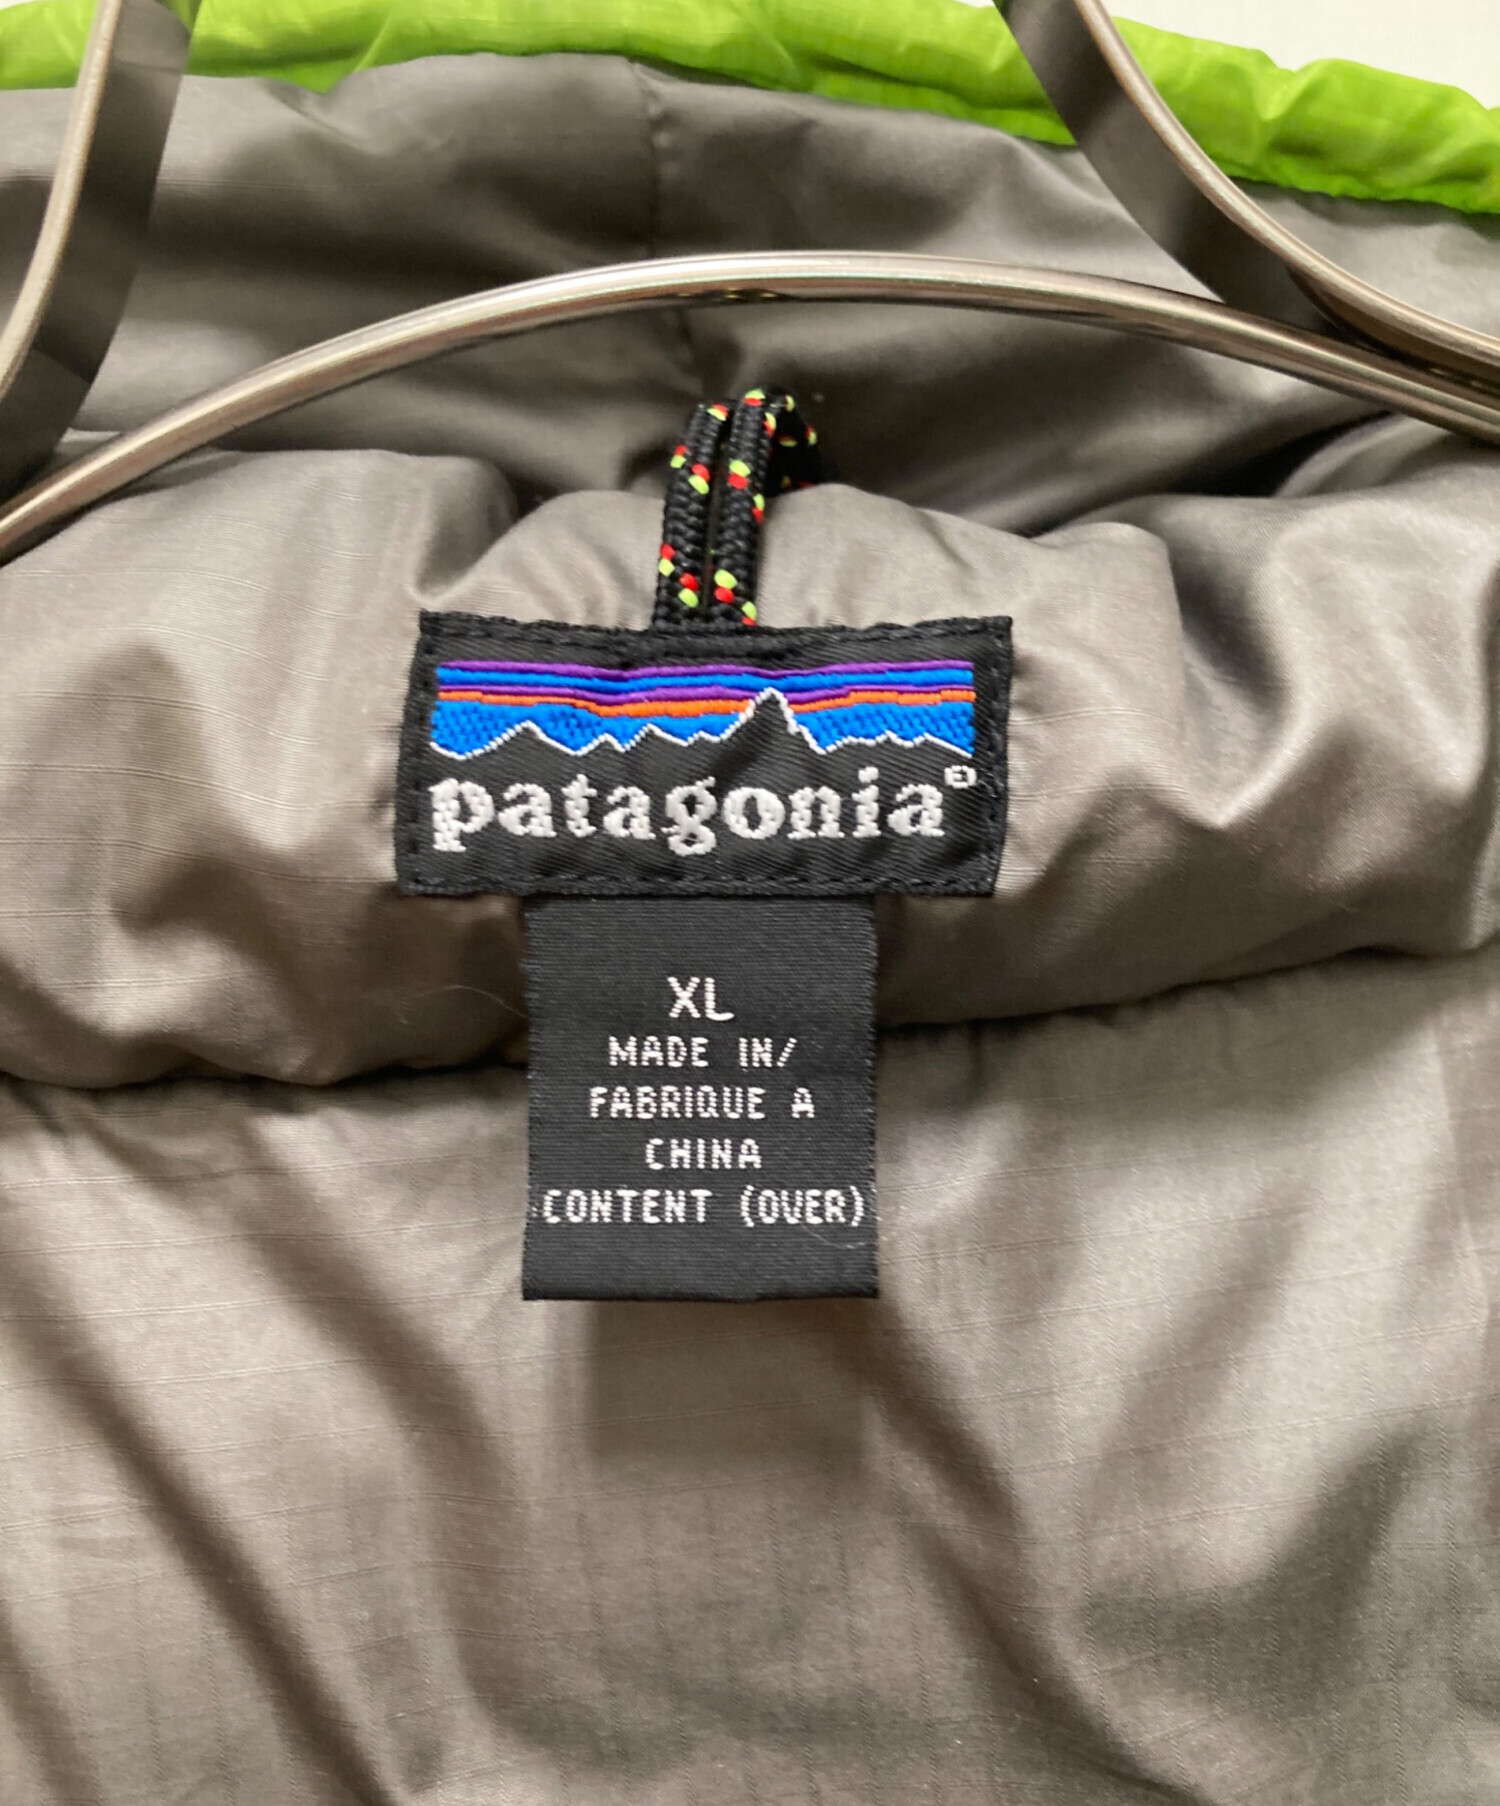 patagonia®
XL
MADE IN/
FABRIQUE A
CHINA
CONTENT (OVER)